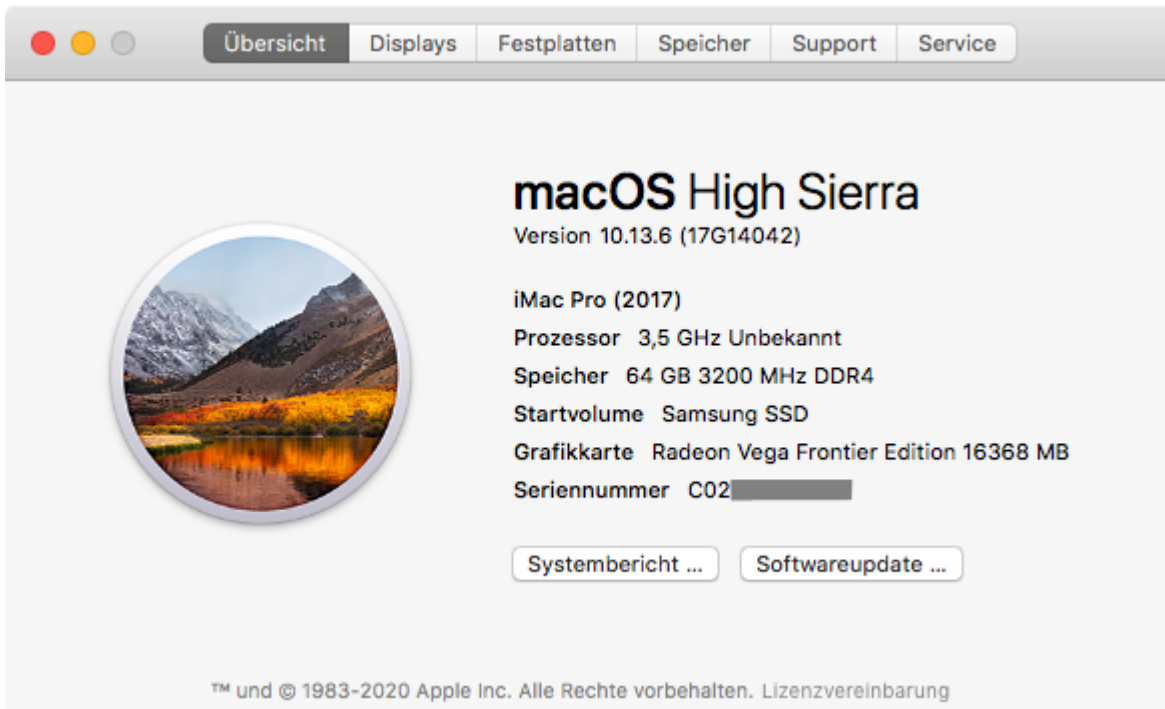 Übersicht Displays Festplatten Speicher Support Service
macOS High Sierra
Version 10.13.6 (17G14042)
iMac Pro (2017)
Prozessor 3,5 GHz Unbekannt
Speicher 64 GB 3200 MHz DDR4
Startvolume Samsung SSD
Grafikkarte Radeon Vega Frontier Edition 16368 MB
Seriennummer C02
Systembericht ... Softwareupdate ...
™ und © 1983-2020 Apple Inc. Alle Rechte vorbehalten. Lizenzvereinbarung